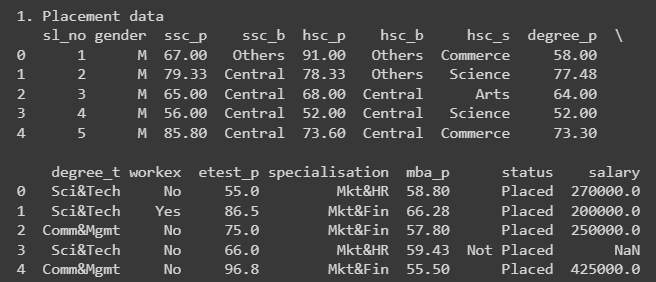 1. Placement data
sl_no gender ssc_p ssc_b hsc_p hsc_b hsc_s degree_p \
0 1 M 67.00 Others 91.00 Others Commerce 58.00
1 2 M 79.33 Central 78.33 Others Science 77.48
2 3 M 65.00 Central 68.00 Central Arts 64.00
3 4 M 56.00 Central 52.00 Central Science 52.00
4 5 M 85.80 Central 73.60 Central Commerce 73.30
degree_t workex etest_p specialisation mba_p status salary
0 Sci&Tech No 55.0 Mkt&HR 58.80 Placed 270000.0
1 Sci&Tech Yes 86.5 Mkt&Fin 66.28 Placed 200000.0
2 Comm&Mgmt No 75.0 Mkt&Fin 57.80 Placed 250000.0
3 Sci&Tech No 66.0 Mkt&HR 59.43 Not Placed NaN
4 Comm&Mgmt No 96.8 Mkt&Fin 55.50 Placed 425000.0